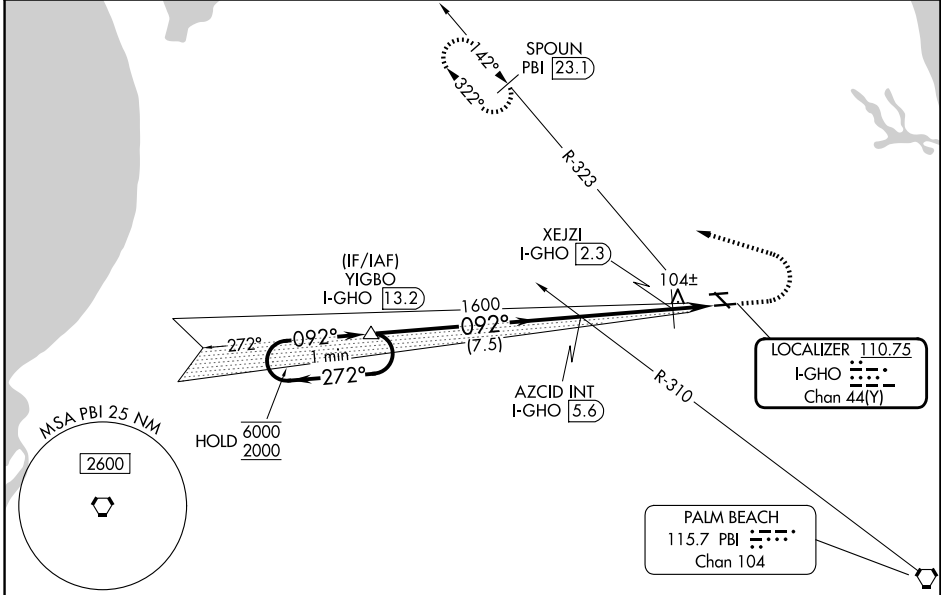 142°
322°
SPOUN
PBI 23.1
R-323
XEJZI
I-GHO 2.3
104±
(IF/IAF)
YIGBO
I-GHO 13.2
1600
272°
092°
092°
(7.5)
1 min
272°
HOLD 6000
2000
AZCID INT
I-GHO 5.6
R-310
LOCALIZER 110.75
I-GHO
Chan 44(Y)
MSA PBI 25 NM
2600
PALM BEACH
115.7 PBI
Chan 104